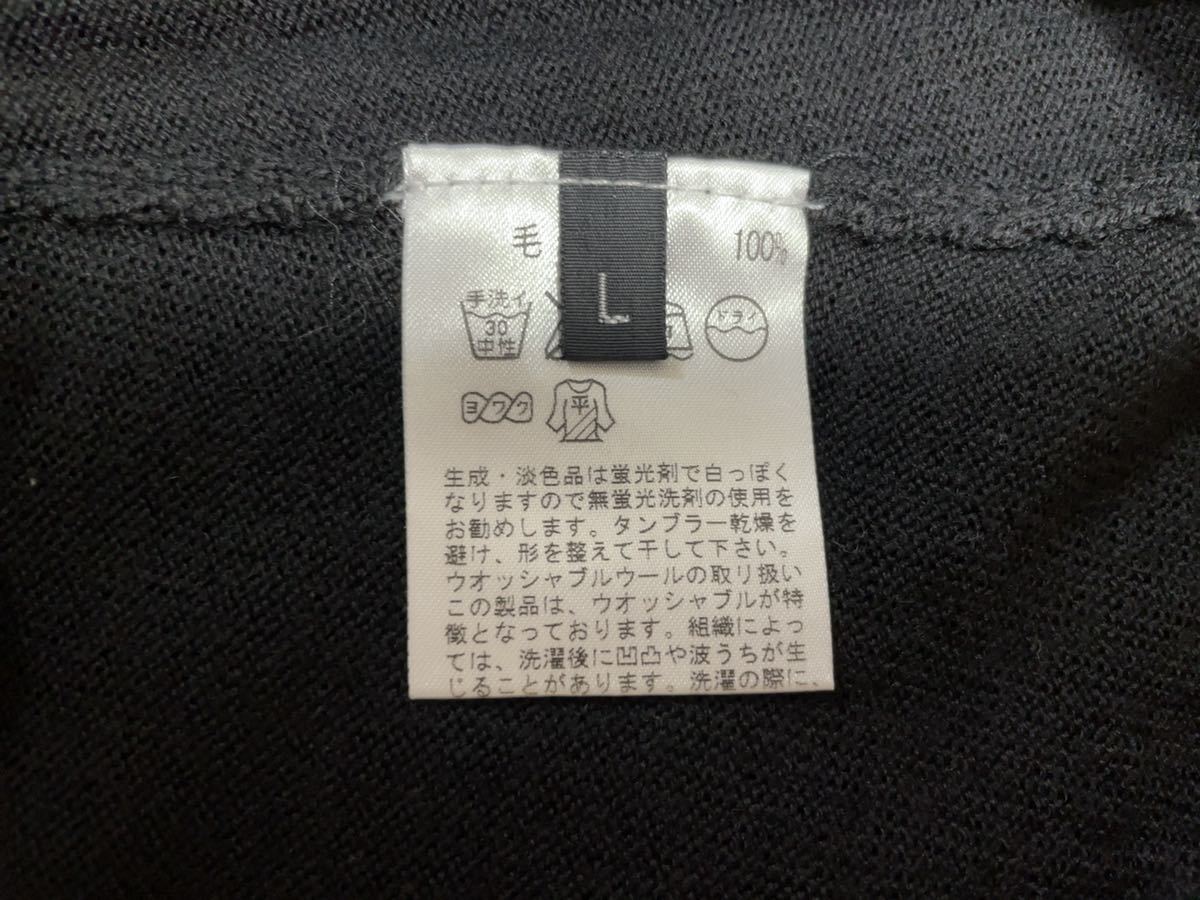 毛 100%
L
手洗イ
30
中性
ドライ
ヨワク
平
生成・淡色品は蛍光剤で白っぽく
なりますので無蛍光洗剤の使用を
お勧めします。タンブラー乾燥を
避け、形を整えて干して下さい。
ウオッシャブルウールの取り扱い
この製品は、ウオッシャブルが特
徴となっております。組織によっ
ては、洗濯後に凹凸や波うちが生
じることがあります。洗濯の際に、